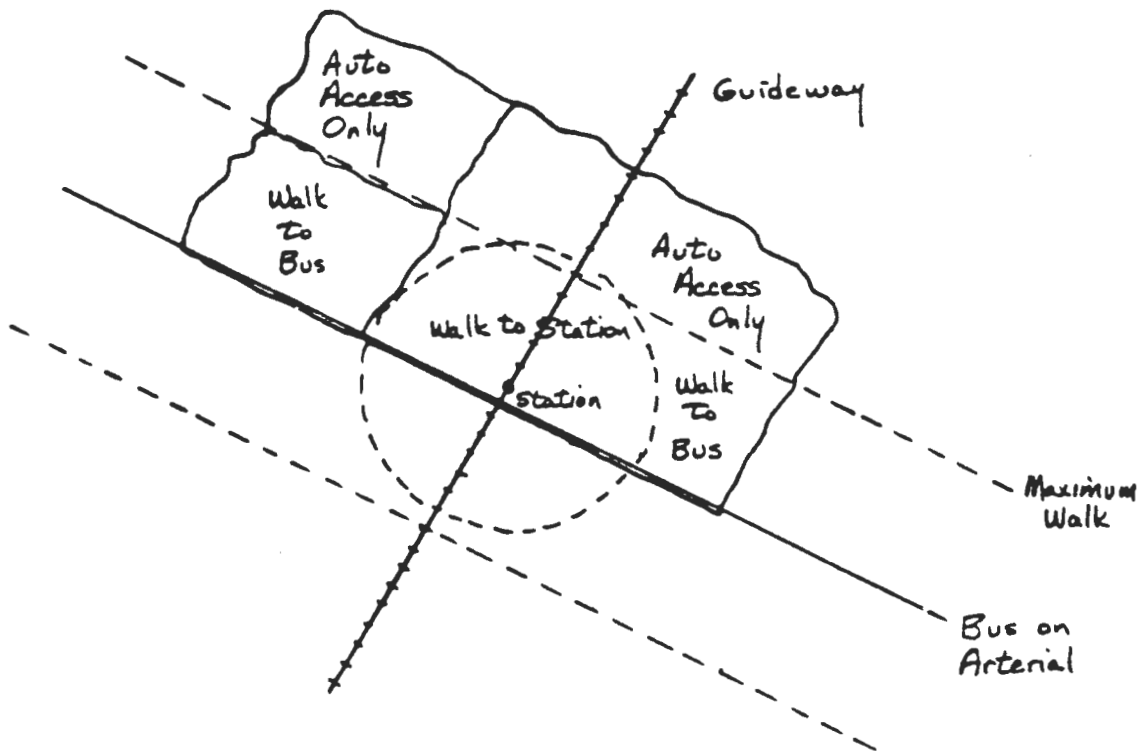 Auto
Access
Only
Guideway
Walk
to
Bus
Auto
Access
Only
Walk to Station
Station
Walk
to
Bus
Maximum
Walk
Bus on
Arterial